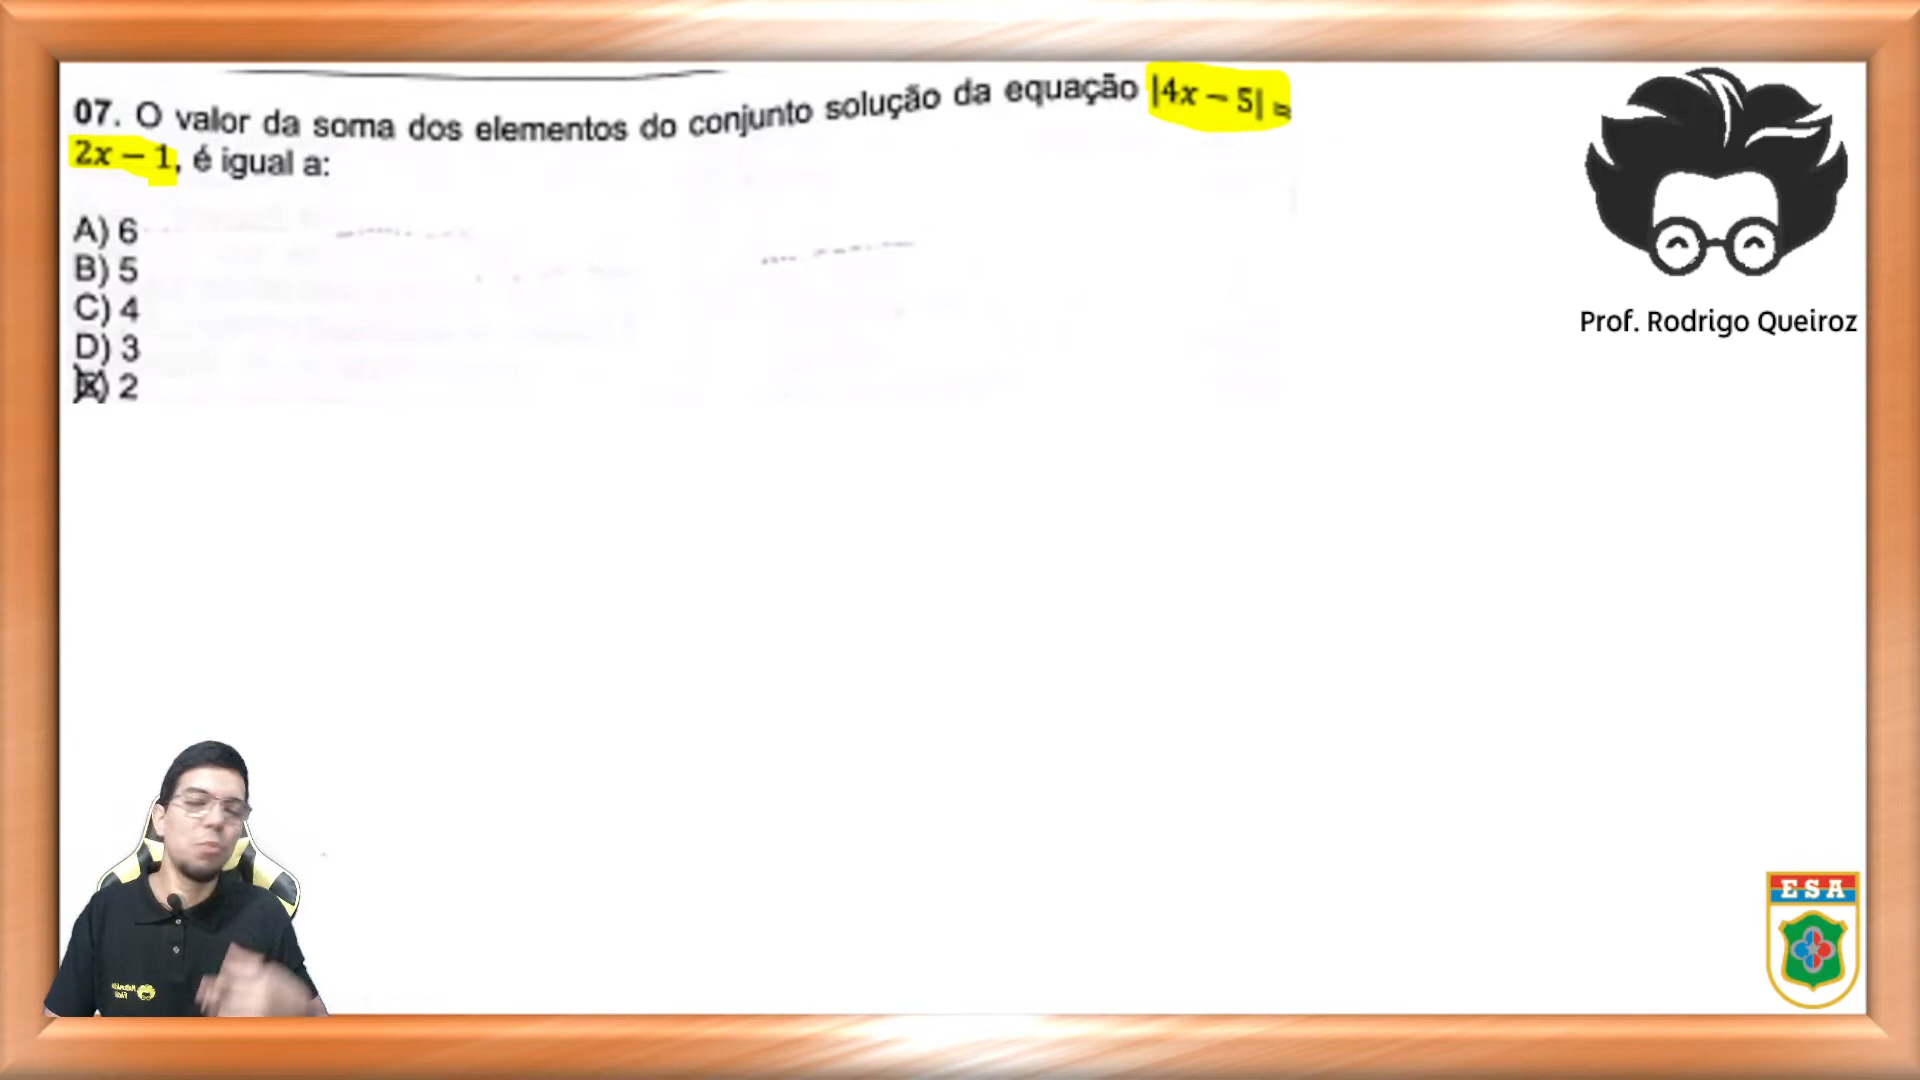 07. O valor da soma dos elementos do conjunto solução da equação |4x − 5| =
2x − 1, é igual a:
A) 6
B) 5
C) 4
D) 3
E) 2
Prof. Rodrigo Queiroz
ESA